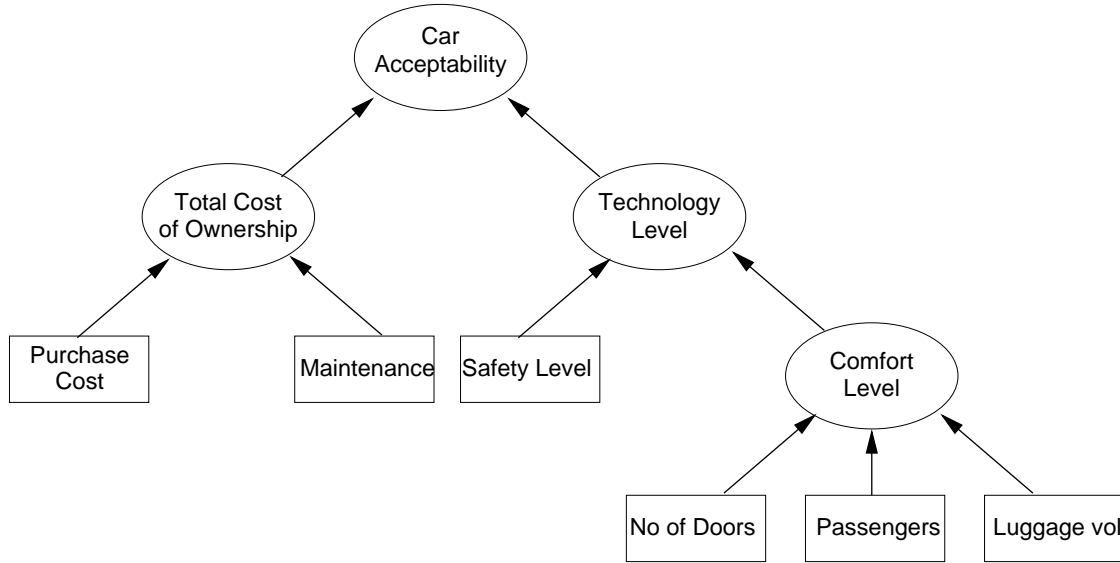 Car
Acceptability
Total Cost
of Ownership
Technology
Level
Purchase
Cost
Maintenance
Safety Level
Comfort
Level
No of Doors
Passengers
Luggage vol